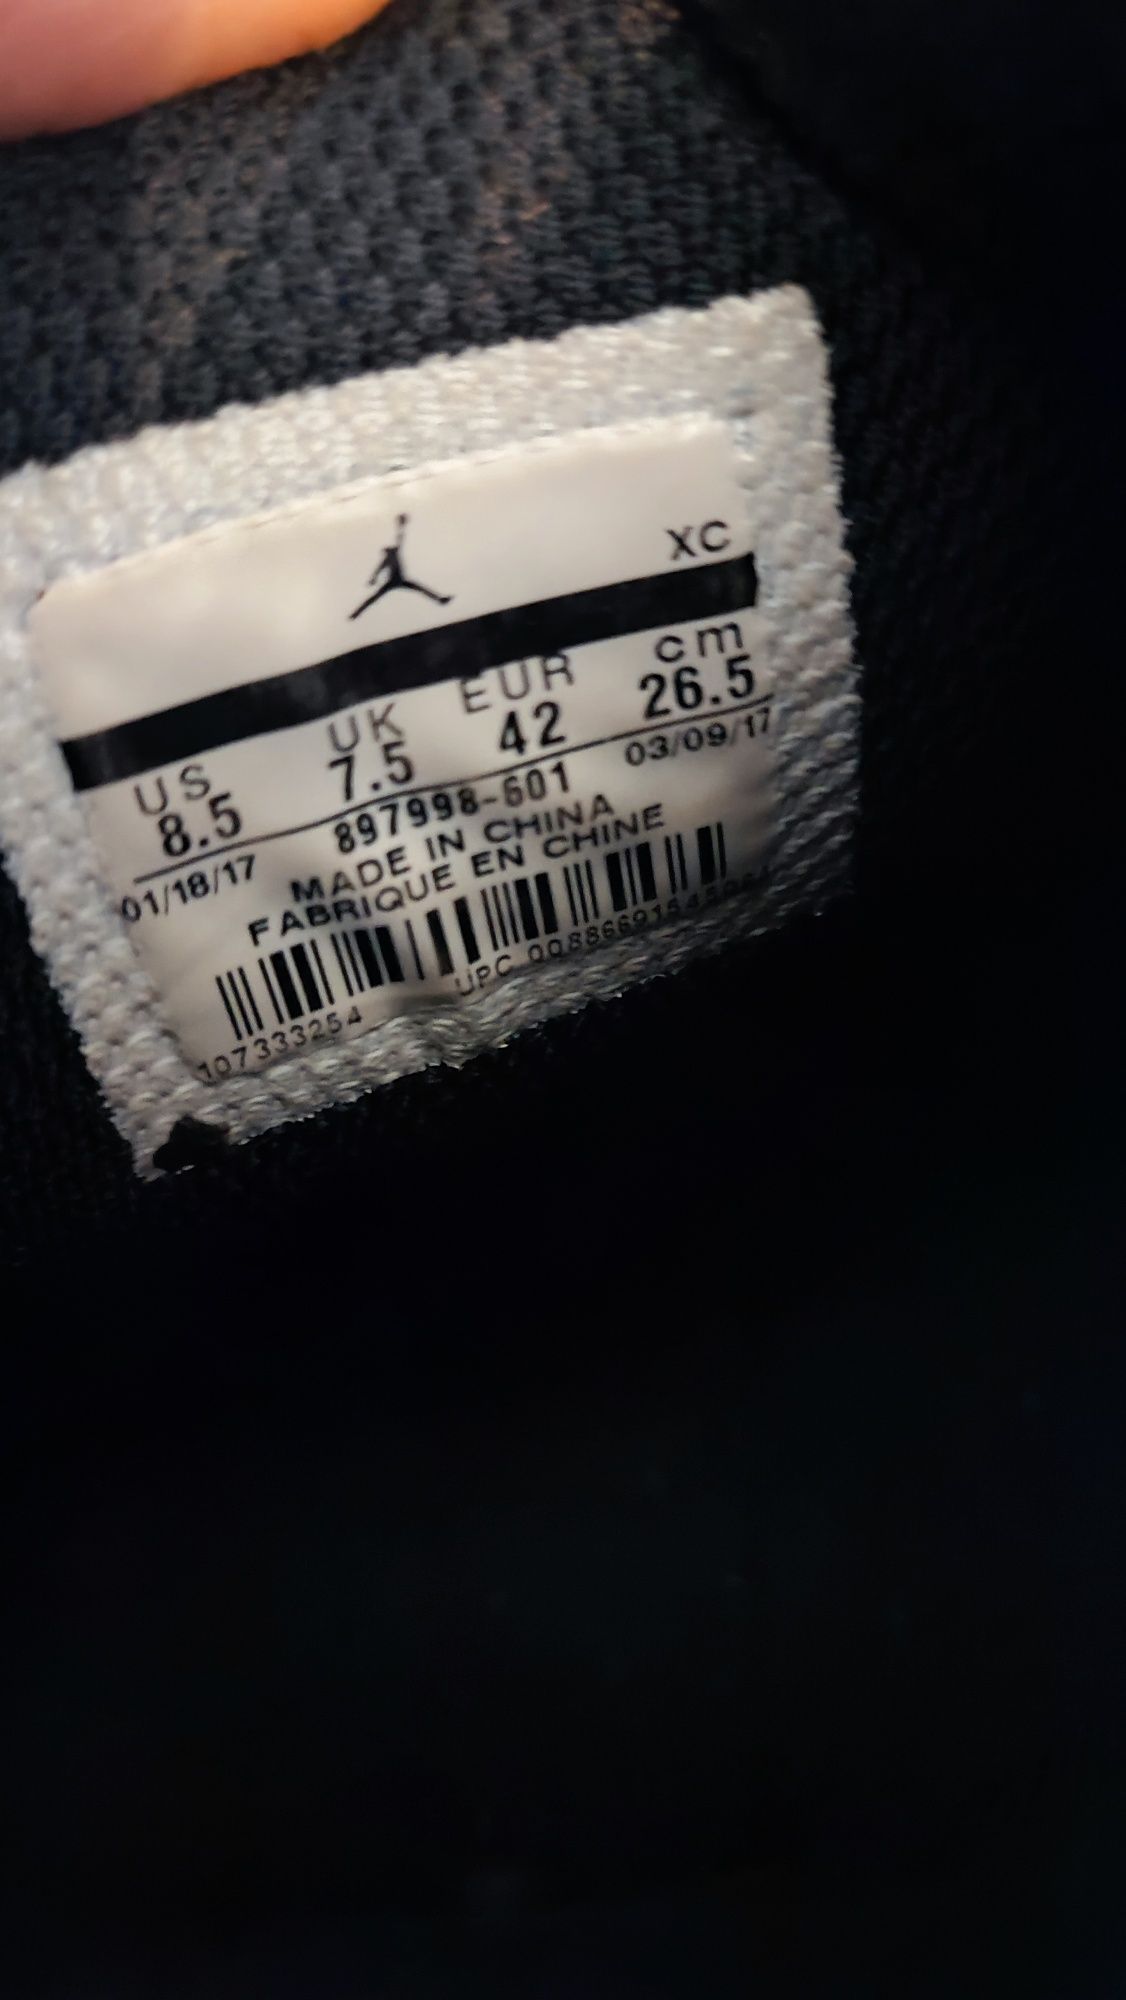 XC
US UK EUR cm
8.5 7.5 42 26.5
01/18/17 897998-601 03/09/17
MADE IN CHINA
FABRIQUE EN CHINE
107333254 UPC